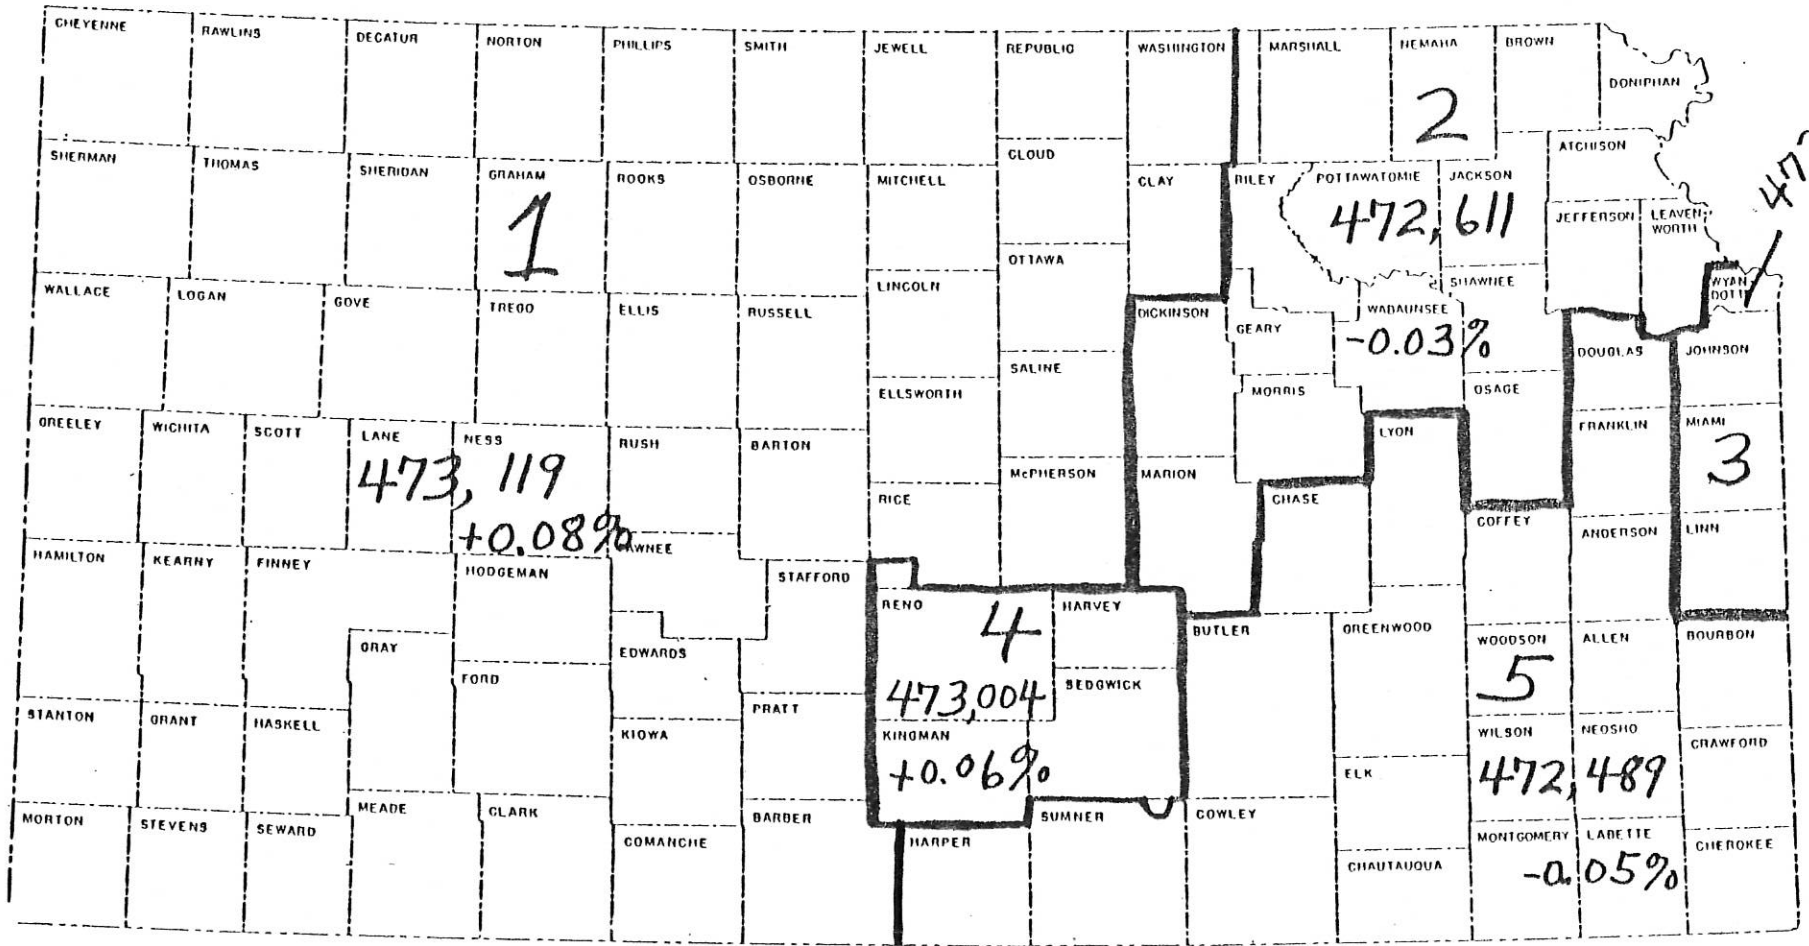 CHEYENNE RAWLINS DECATUR NORTON PHILLIPS SMITH JEWELL REPUBLIC WASHINGTON MARSHALL NEMAHA BROWN
DONIPHAN
2
SHERMAN THOMAS SHERIDAN GRAHAM ROOKS OSBORNE MITCHELL CLOUD CLAY RILEY POTTAWATOMIE JACKSON ATCHISON
1
472,611
JEFFERSON LEAVENWORTH
47
OTTAWA
WALLACE LOGAN GOVE TREGO ELLIS RUSSELL LINCOLN DICKINSON GEARY WABAUNSEE SHAWNEE WYANDOTTE
-0.03%
SALINE DOUGLAS JOHNSON
ELLSWORTH MORRIS OSAGE
GREELEY WICHITA SCOTT LANE NESS RUSH BARTON LYON FRANKLIN MIAMI
3
473,119
+0.08%
McPHERSON MARION
RICE CHASE
COFFEY ANDERSON LINN
HAMILTON KEARNY FINNEY HODGEMAN STAFFORD
RENO HARVEY
4
GRAY EDWARDS BUTLER GREENWOOD WOODSON ALLEN BOURBON
5
FORD SEDGWICK
473,004
STANTON GRANT HASKELL PRATT
KIOWA KINGMAN WILSON NEOSHO CRAWFORD
+0.06%
ELK
472,489
MORTON STEVENS SEWARD MEADE CLARK COMANCHE BARBER HARPER SUMNER COWLEY CHAUTAUQUA MONTGOMERY LABETTE CHEROKEE
-0.05%